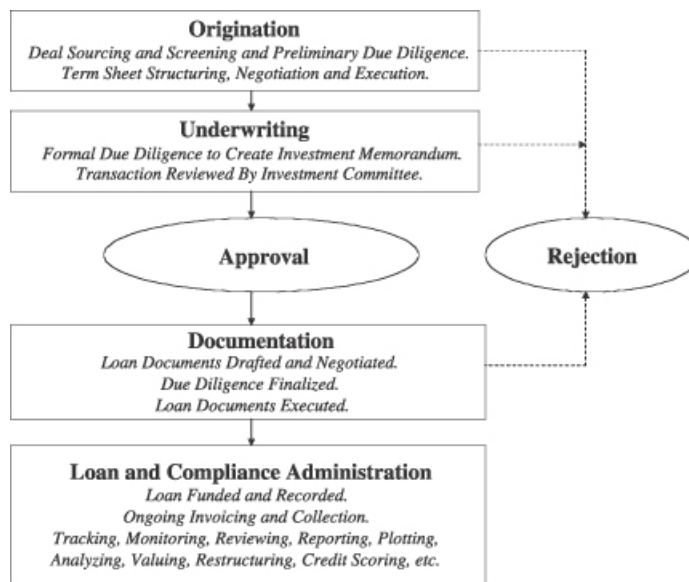 Origination
Deal Sourcing and Screening and Preliminary Due Diligence.
Term Sheet Structuring, Negotiation and Execution.
Underwriting
Formal Due Diligence to Create Investment Memorandum.
Transaction Reviewed By Investment Committee.
Approval
Rejection
Documentation
Loan Documents Drafted and Negotiated.
Due Diligence Finalized.
Loan Documents Executed.
Loan and Compliance Administration
Loan Funded and Recorded.
Ongoing Invoicing and Collection.
Tracking, Monitoring, Reviewing, Reporting, Plotting,
Analyzing, Valuing, Restructuring, Credit Scoring, etc.